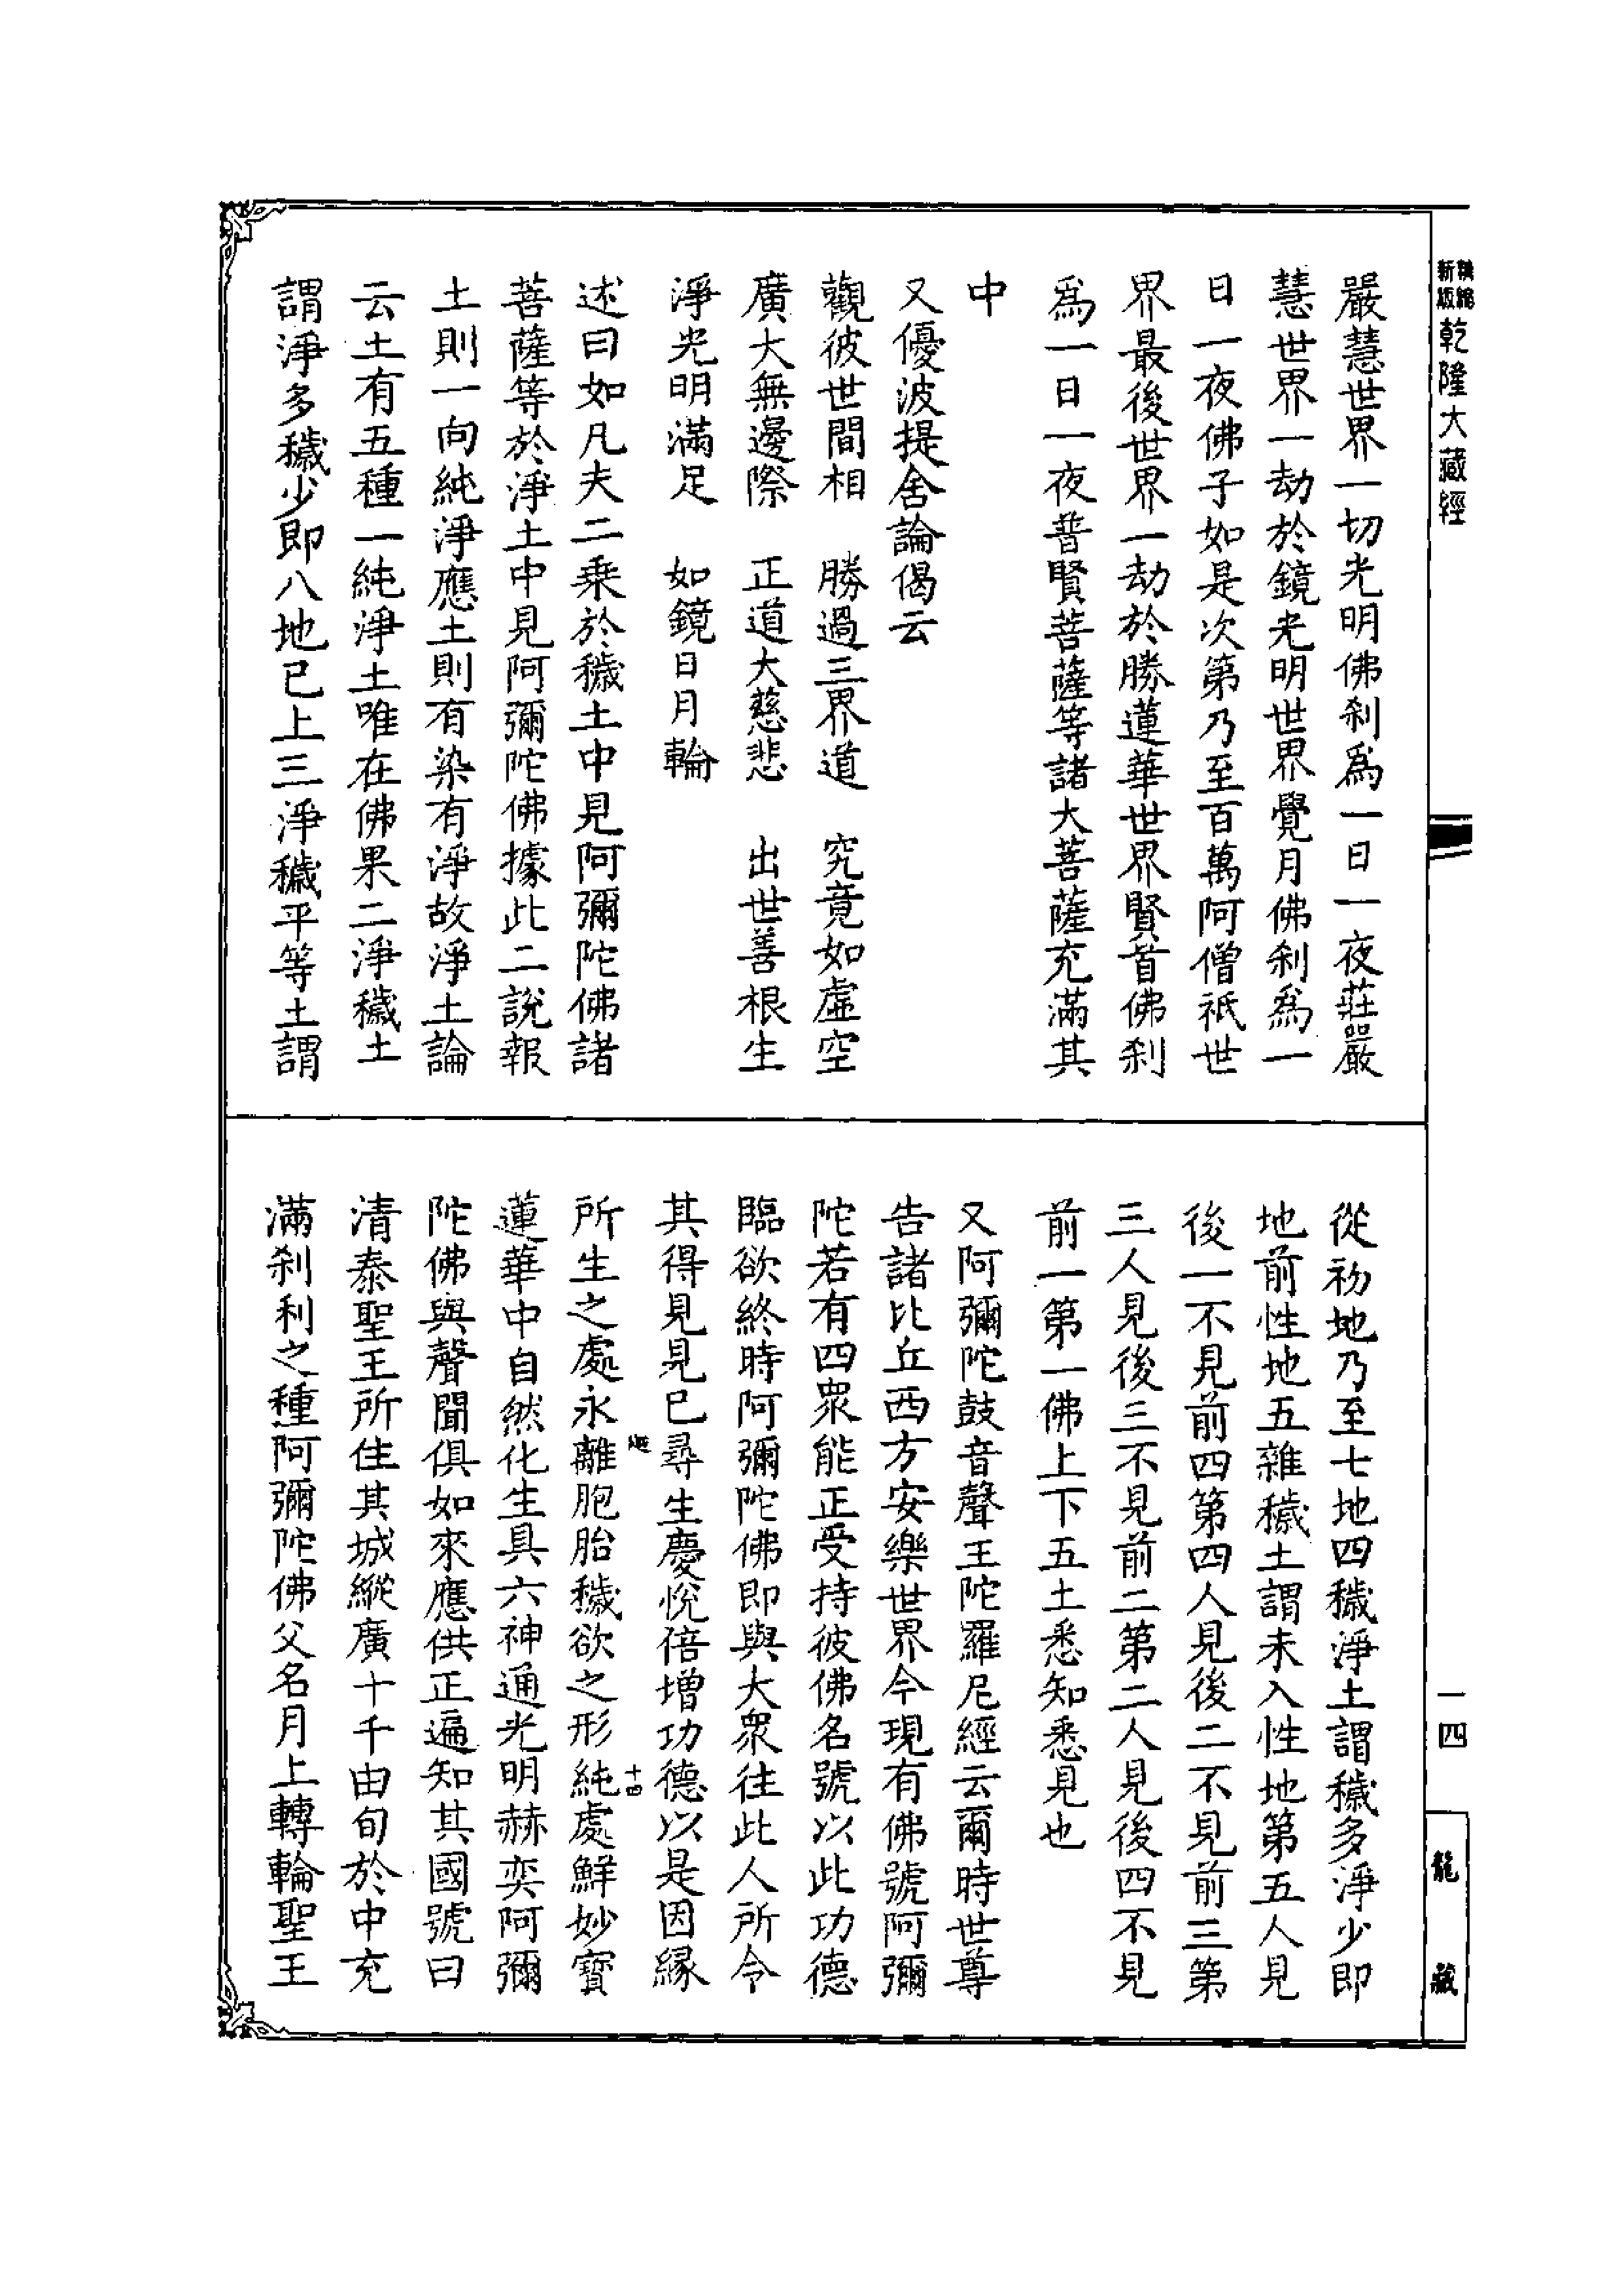 乾隆大藏經
嚴慧世界一切光明佛刹為一日一夜莊嚴
慧世界一劫於鏡光明世界覺月佛刹為一
日一夜佛子如是次第乃至百萬阿僧祇世
界最後世界一劫於勝蓮華世界賢首佛刹
為一日一夜普賢菩薩等諸大菩薩充滿其
中
又優波提舍論偈云
觀彼世間相　勝過三界道　究竟如虛空
廣大無邊際　正道大慈悲　出世善根生
淨光明滿足　如鏡日月輪
述曰如凡夫二乘於穢土中見阿彌陀佛諸
菩薩等於淨土中見阿彌陀佛據此二說報
土則一向純淨應土則有染有淨故淨土論
云土有五種一純淨土唯在佛果二淨穢土
謂淨多穢少即八地已上三淨穢平等土謂
從初地乃至七地四穢淨土謂穢多淨少即
地前性地五雜穢土謂未入性地第五人見
後一不見前四第四人見後二不見前三第
三人見後三不見前二第二人見後四不見
前一第一佛上下五土悉知悉見也
又阿彌陀鼓音聲王陀羅尼經云爾時世尊
告諸比丘西方安樂世界今現有佛號阿彌
陀若有四眾能正受持彼佛名號以此功德
臨欲終時阿彌陀佛即與大眾往此人所令
其得見見已尋生慶悅倍增功德以是因緣
所生之處永離胞胎穢欲之形純處鮮妙寶
十四
蓮華中自然化生具六神通光明赫奕阿彌
陀佛與聲聞俱如來應供正遍知其國號曰
清泰聖王所住其城縱廣十千由旬於中充
滿刹利之種阿彌陀佛父名月上轉輪聖王
一四
龍藏